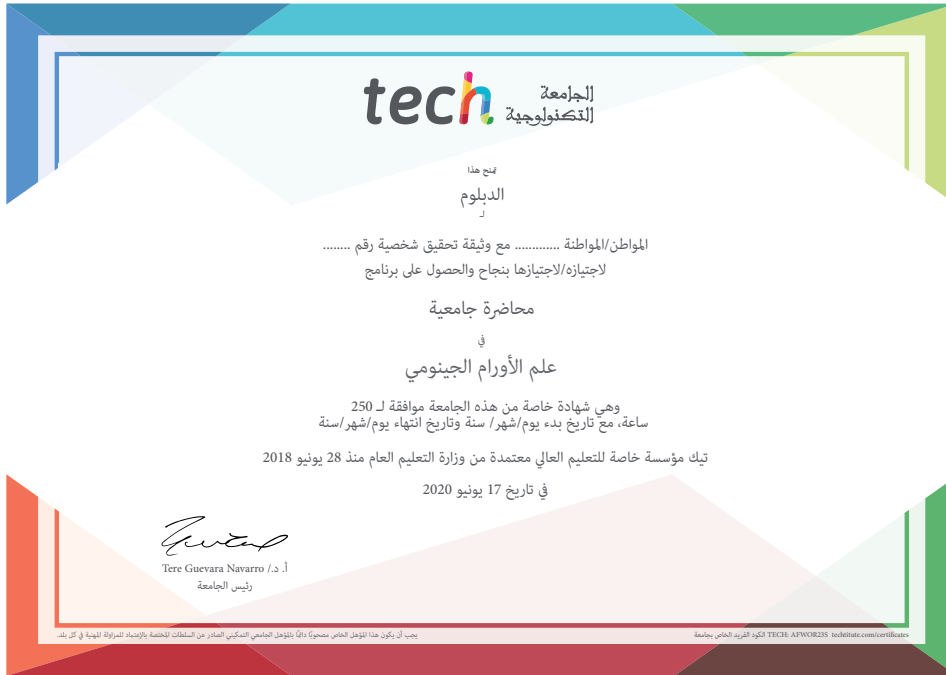 tech الجامعة
التكنولوجية
تمنح هذا
الدبلوم
لـ
المواطن/المواطنة ............. مع وثيقة تحقيق شخصية رقم ........
لاجتيازه/لاجتيازها بنجاح والحصول على برنامج
محاضرة جامعية
في
علم الأورام الجينومي
وهي شهادة خاصة من هذه الجامعة موافقة لـ 250
ساعة، مع تاريخ بدء يوم/شهر/ سنة وتاريخ انتهاء يوم/شهر/سنة
تيك مؤسسة خاصة للتعليم العالي معتمدة من وزارة التعليم العام منذ 28 يونيو 2018
في تاريخ 17 يونيو 2020
أ. د./ Tere Guevara Navarro
رئيس الجامعة
يجب أن يكون هذا المؤهل الخاص مصحوبًا دائمًا بالمؤهل الجامعي التمكيني الصادر عن السلطات المختصة بالإعتماد للمزاولة المهنية في كل بلد.
الكود الفريد الخاص بجامعة TECH: AFWOR235 techtitute.com/certificates